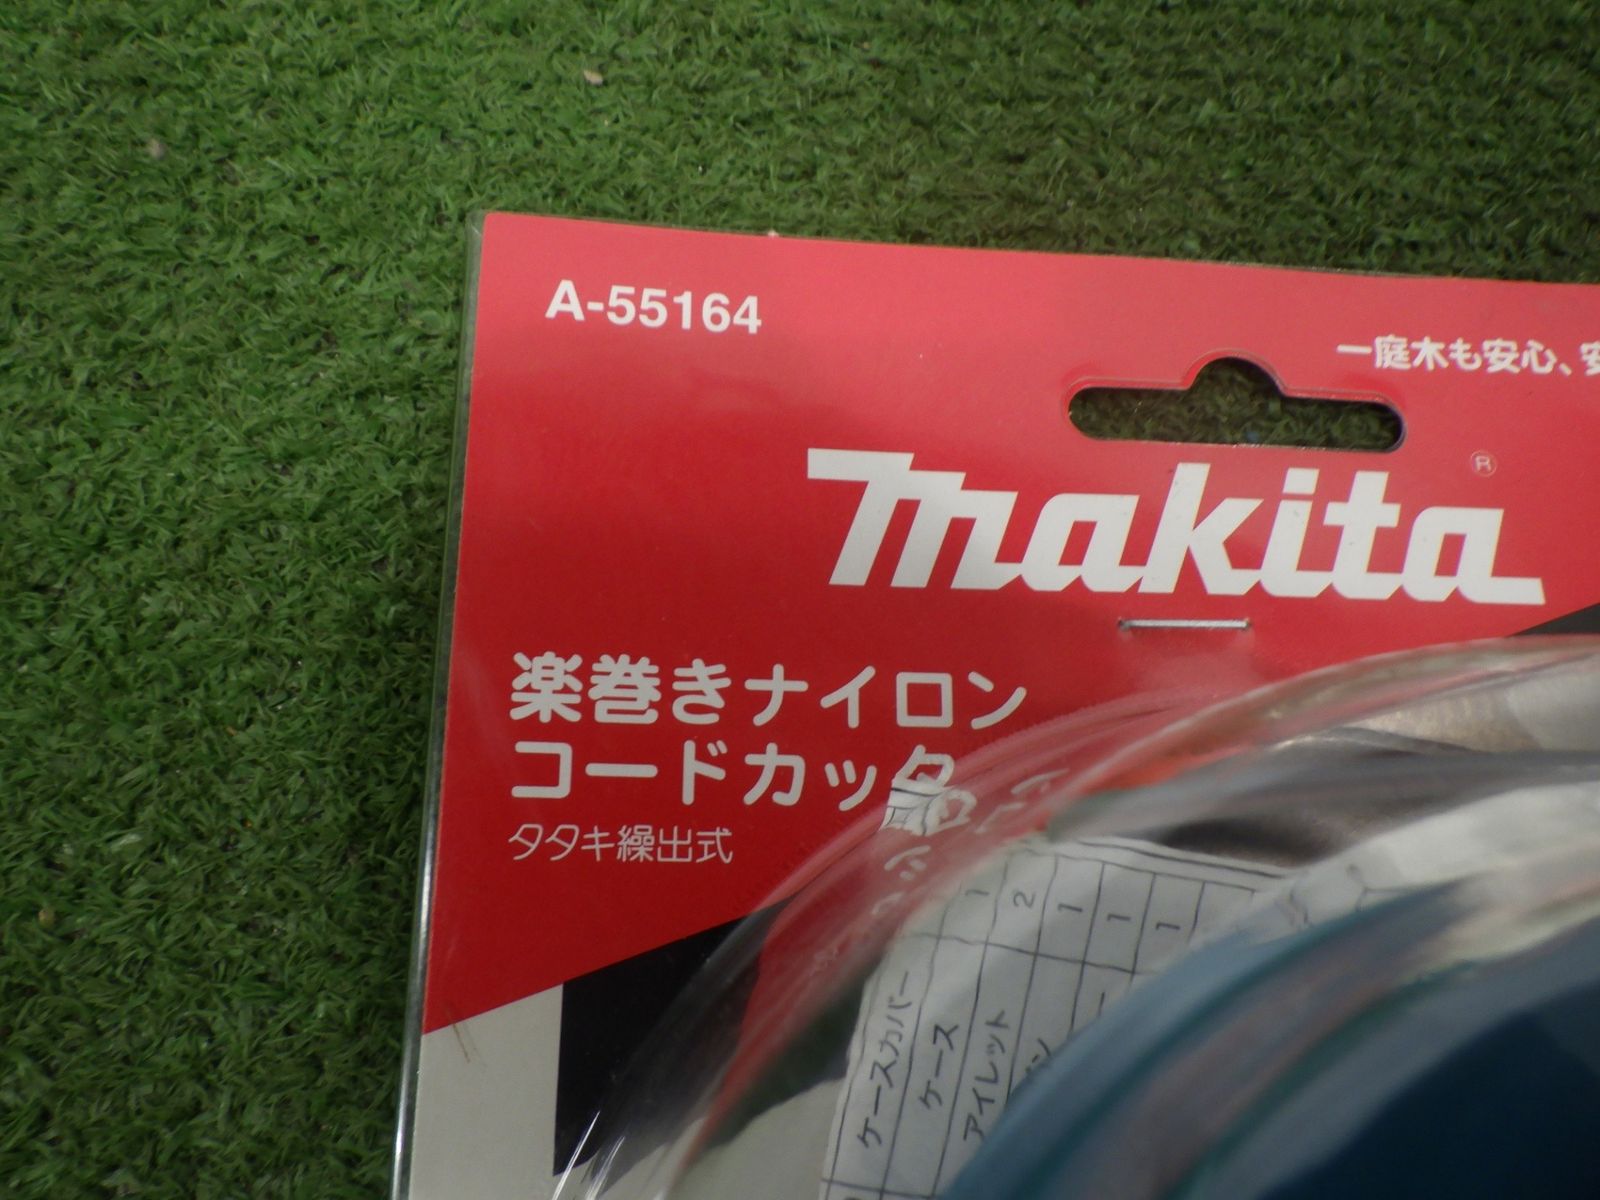 A-55164
一庭木も安心、安
makita®
楽巻きナイロン
コードカッタ
タタキ繰出式
ケースカバー 1
ケース 2
アイレット 1
1
1